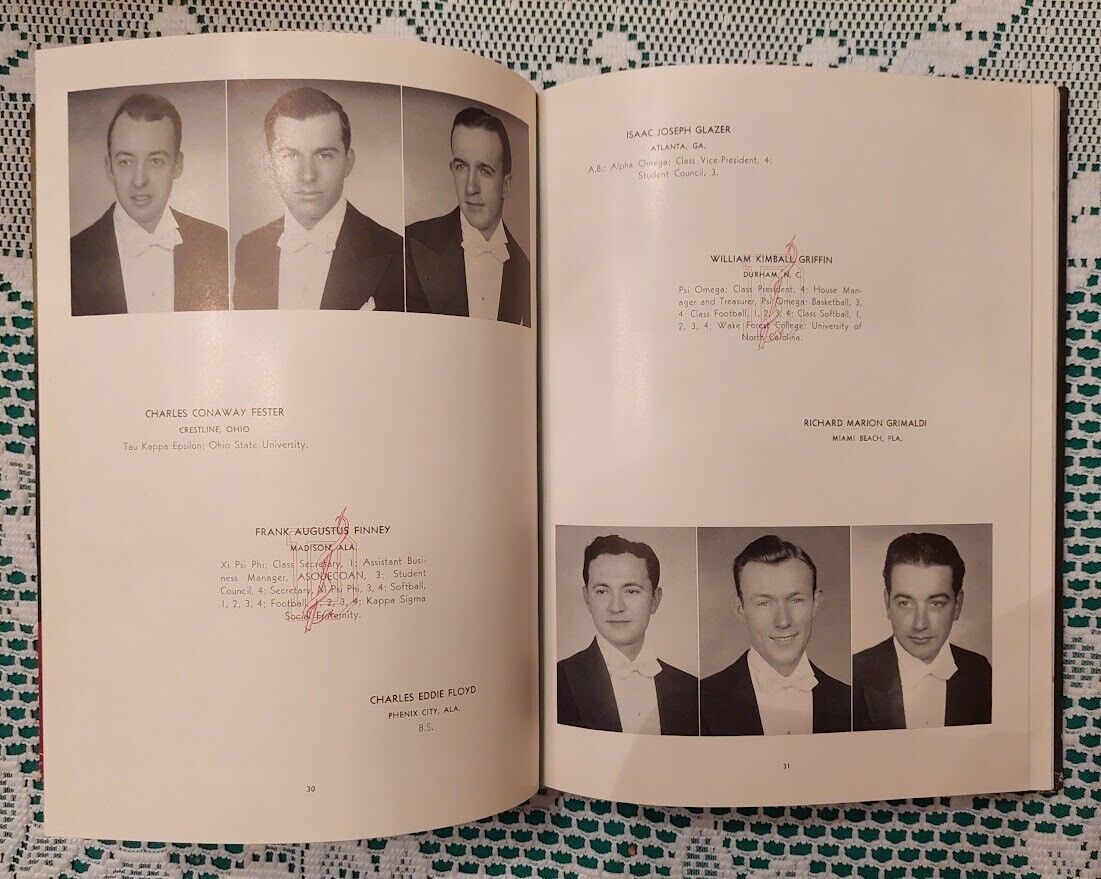 CHARLES CONAWAY FESTER
CRESTLINE, OHIO
Tau Kappa Epsilon; Ohio State University.
FRANK AUGUSTUS FINNEY
MADISON, ALA.
Xi Psi Phi; Class Secretary, 1; Assistant Busi-
ness Manager, ASODECOAN, 3; Student
Council, 4; Secretary, Xi Psi Phi, 3, 4; Softball,
1, 2, 3, 4; Football, 1, 2, 3, 4; Kappa Sigma
Social Fraternity.
CHARLES EDDIE FLOYD
PHENIX CITY, ALA.
B.S.
30
ISAAC JOSEPH GLAZER
ATLANTA, GA.
A.B.; Alpha Omega; Class Vice-President, 4;
Student Council, 3.
WILLIAM KIMBALL GRIFFIN
DURHAM, N. C.
Psi Omega; Class President, 4; House Man-
ager and Treasurer, Psi Omega; Basketball, 3,
4; Class Football, 1, 2, 3, 4; Class Softball, 1,
2, 3, 4; Wake Forest College; University of
North Carolina.
RICHARD MARION GRIMALDI
MIAMI BEACH, FLA.
31